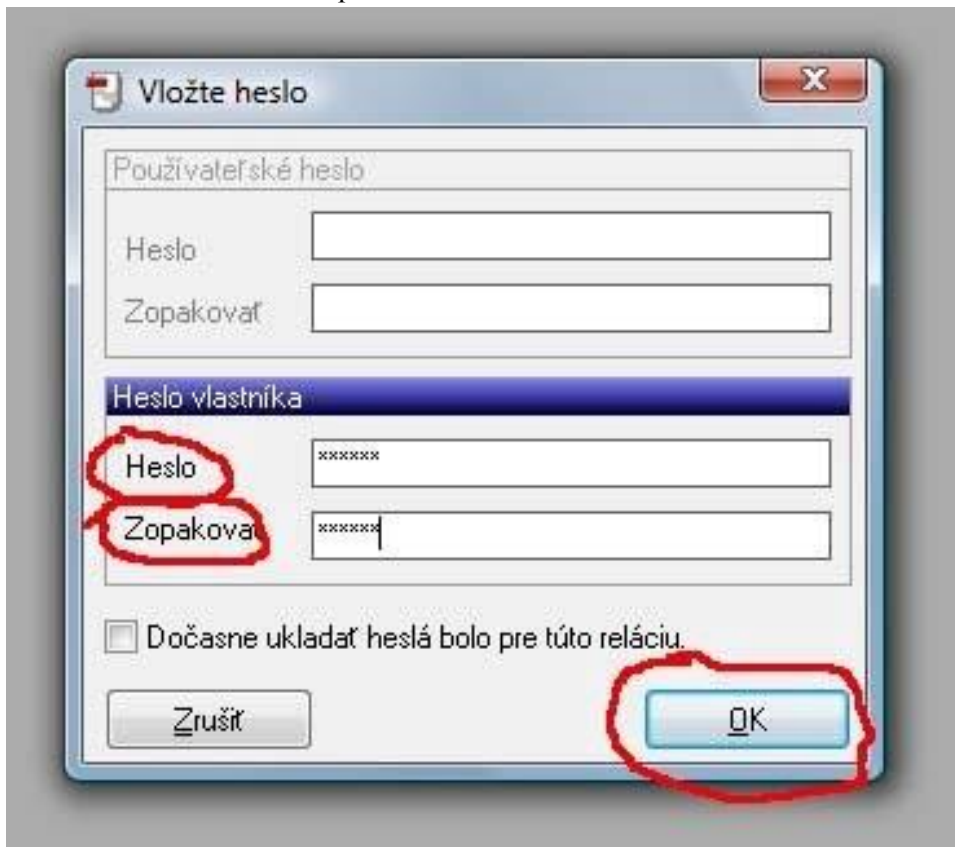 Vložte heslo
Používateľské heslo
Heslo
Zopakovať
Heslo vlastníka
Heslo
******
Zopakovať
******
Dočasne ukladať heslá bolo pre túto reláciu.
Zrušiť
OK